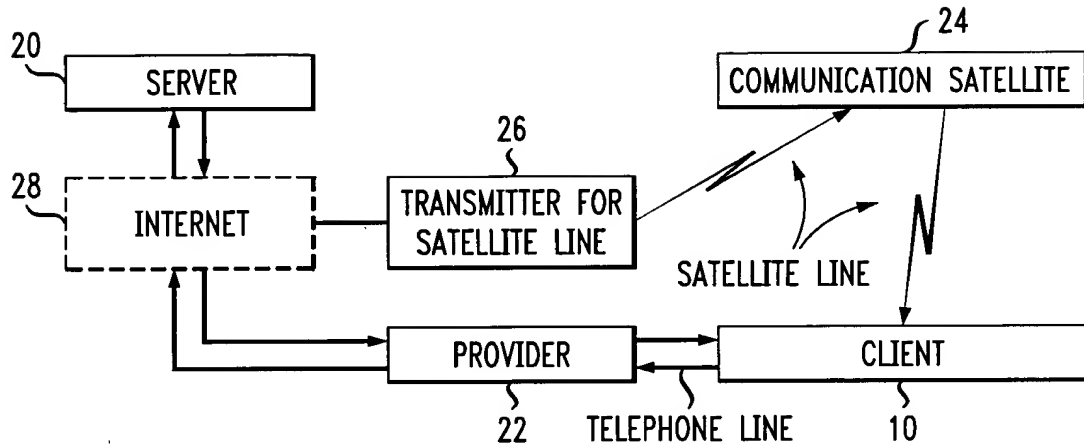 20
SERVER
24
COMMUNICATION SATELLITE
26
28
INTERNET
TRANSMITTER FOR
SATELLITE LINE
SATELLITE LINE
PROVIDER
CLIENT
22
TELEPHONE LINE
10